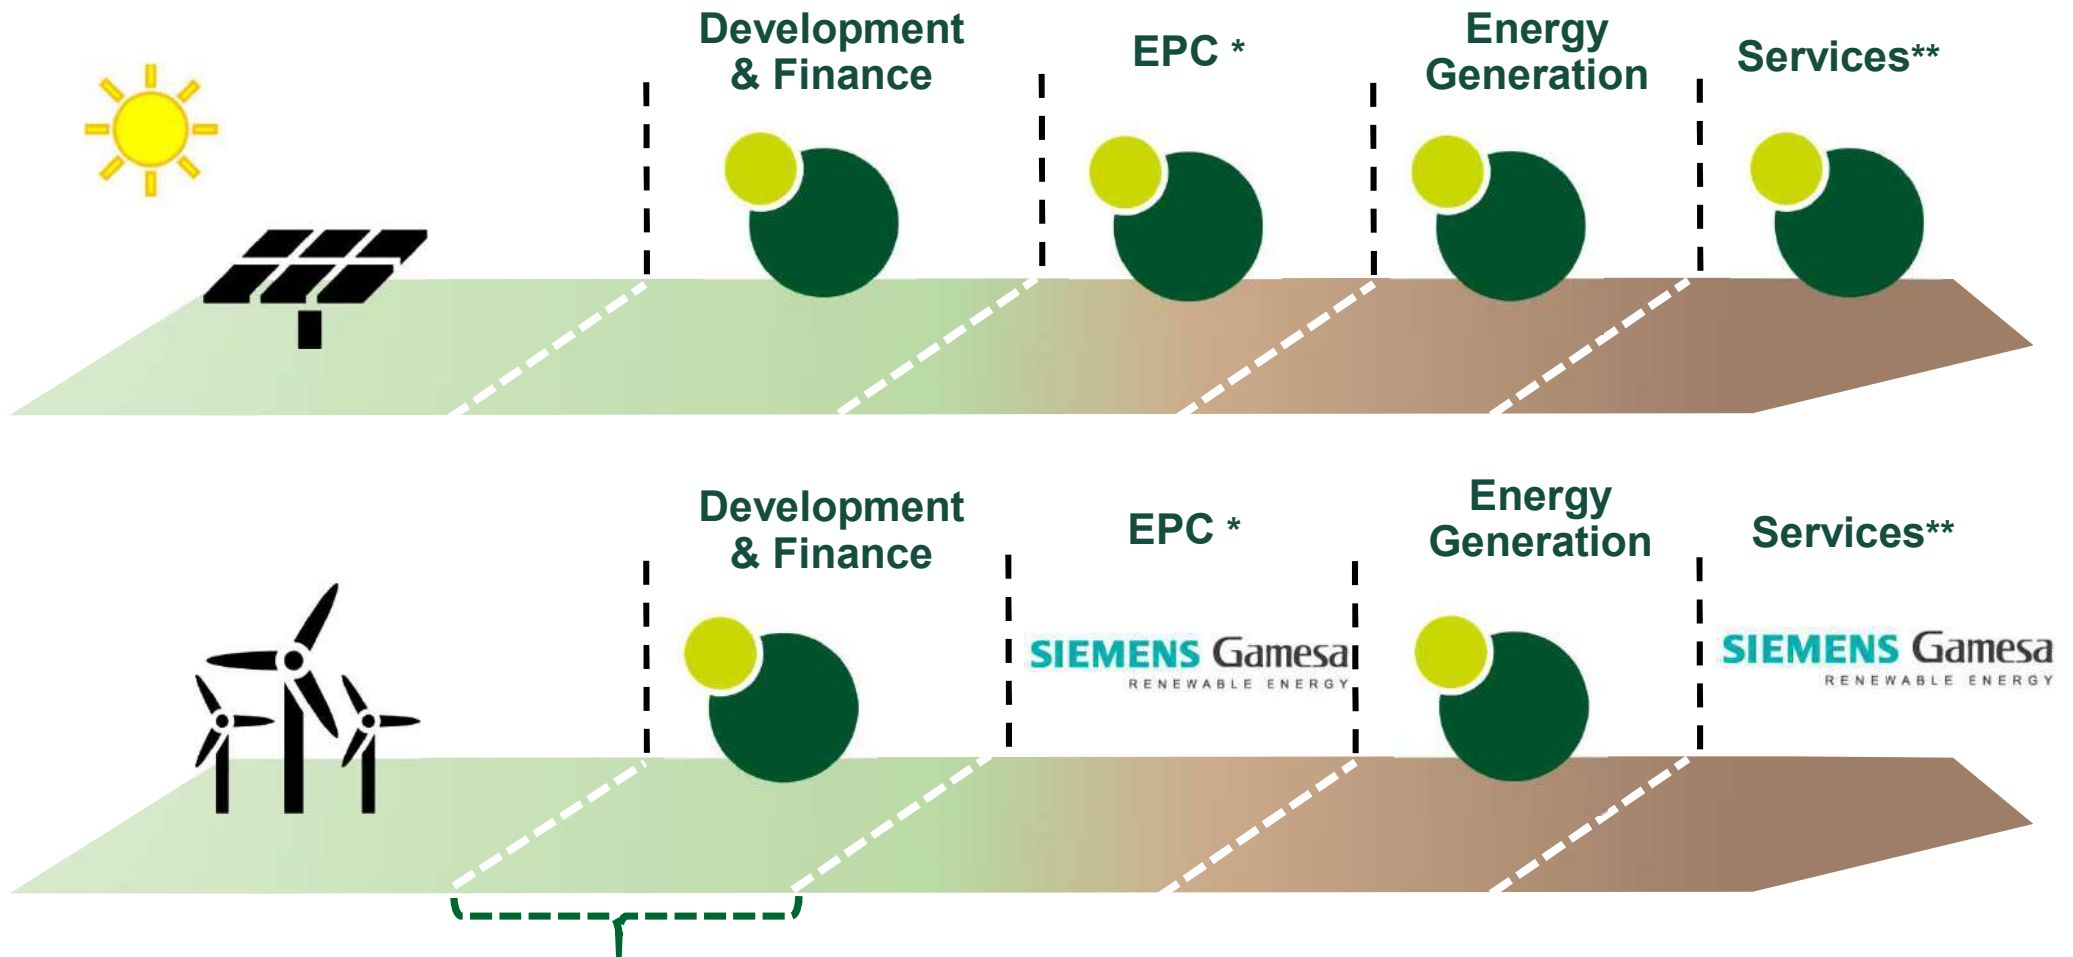 Development
& Finance
EPC *
Energy
Generation
Services**
Development
& Finance
EPC *
Energy
Generation
Services**
SIEMENS Gamesa
RENEWABLE ENERGY
SIEMENS Gamesa
RENEWABLE ENERGY